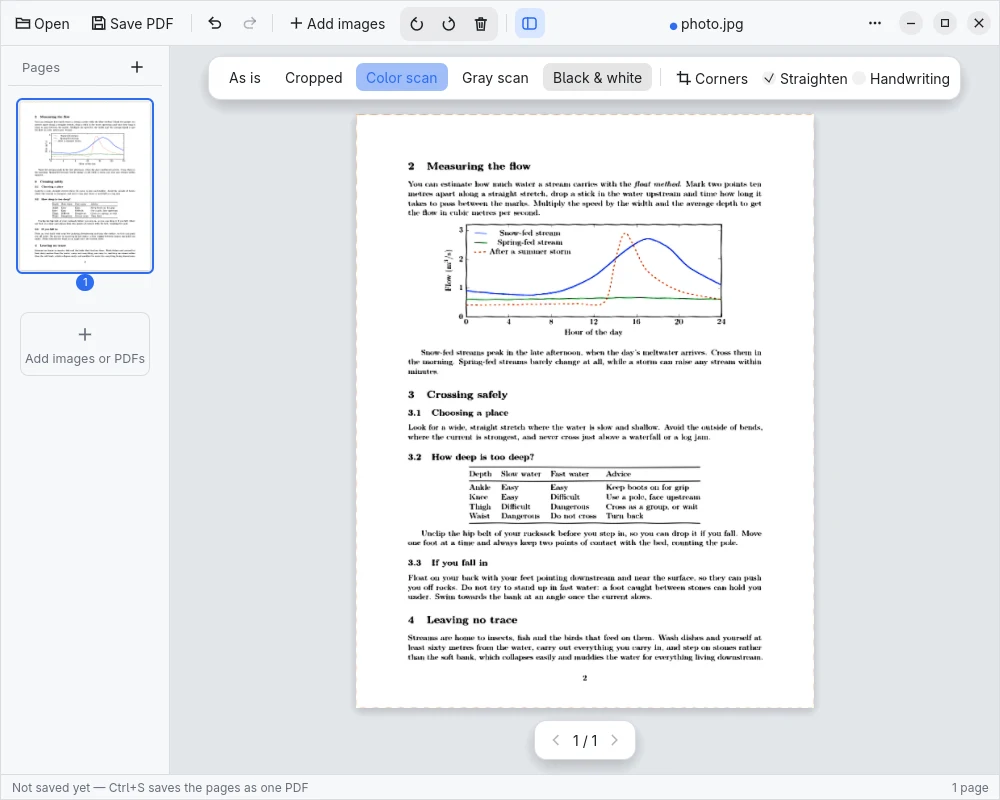 Open
Save PDF
Add images
photo.jpg
Pages
As is
Cropped
Color scan
Gray scan
Black & white
Corners
Straighten
Handwriting
1
Add images or PDFs
2 Measuring the flow
You can estimate how much water a stream carries with the float method. Mark two points ten
metres apart along a straight stretch, drop a stick in the water upstream and time how long it
takes to pass between the marks. Multiply the speed by the width and the average depth to get
the flow in cubic metres per second.
Snow-fed stream
Spring-fed stream
After a summer storm
Flow (m³/s)
3
2
1
0
0 4 8 12 16 20 24
Hour of the day
Snow-fed streams peak in the late afternoon, when the day's meltwater arrives. Cross them in
the morning. Spring-fed streams barely change at all, while a storm can raise any stream within
minutes.
3 Crossing safely
3.1 Choosing a place
Look for a wide, straight stretch where the water is slow and shallow. Avoid the outside of bends,
where the current is strongest, and never cross just above a waterfall or a log jam.
3.2 How deep is too deep?
Depth Slow water Fast water Advice
Ankle Easy Easy Keep boots on for grip
Knee Easy Difficult Use a pole, face upstream
Thigh Difficult Dangerous Cross as a group, or wait
Waist Dangerous Do not cross Turn back
Unclip the hip belt of your rucksack before you step in, so you can drop it if you fall. Move
one foot at a time and always keep two points of contact with the bed, counting the pole.
3.3 If you fall in
Float on your back with your feet pointing downstream and near the surface, so they can push
you off rocks. Do not try to stand up in fast water: a foot caught between stones can hold you
under. Swim towards the bank at an angle once the current slows.
4 Leaving no trace
Streams are home to insects, fish and the birds that feed on them. Wash dishes and yourself at
least sixty metres from the water, carry out everything you carry in, and step on stones rather
than the soft bank, which collapses easily and muddies the water for everything living downstream.
2
1 / 1
Not saved yet — Ctrl+S saves the pages as one PDF
1 page